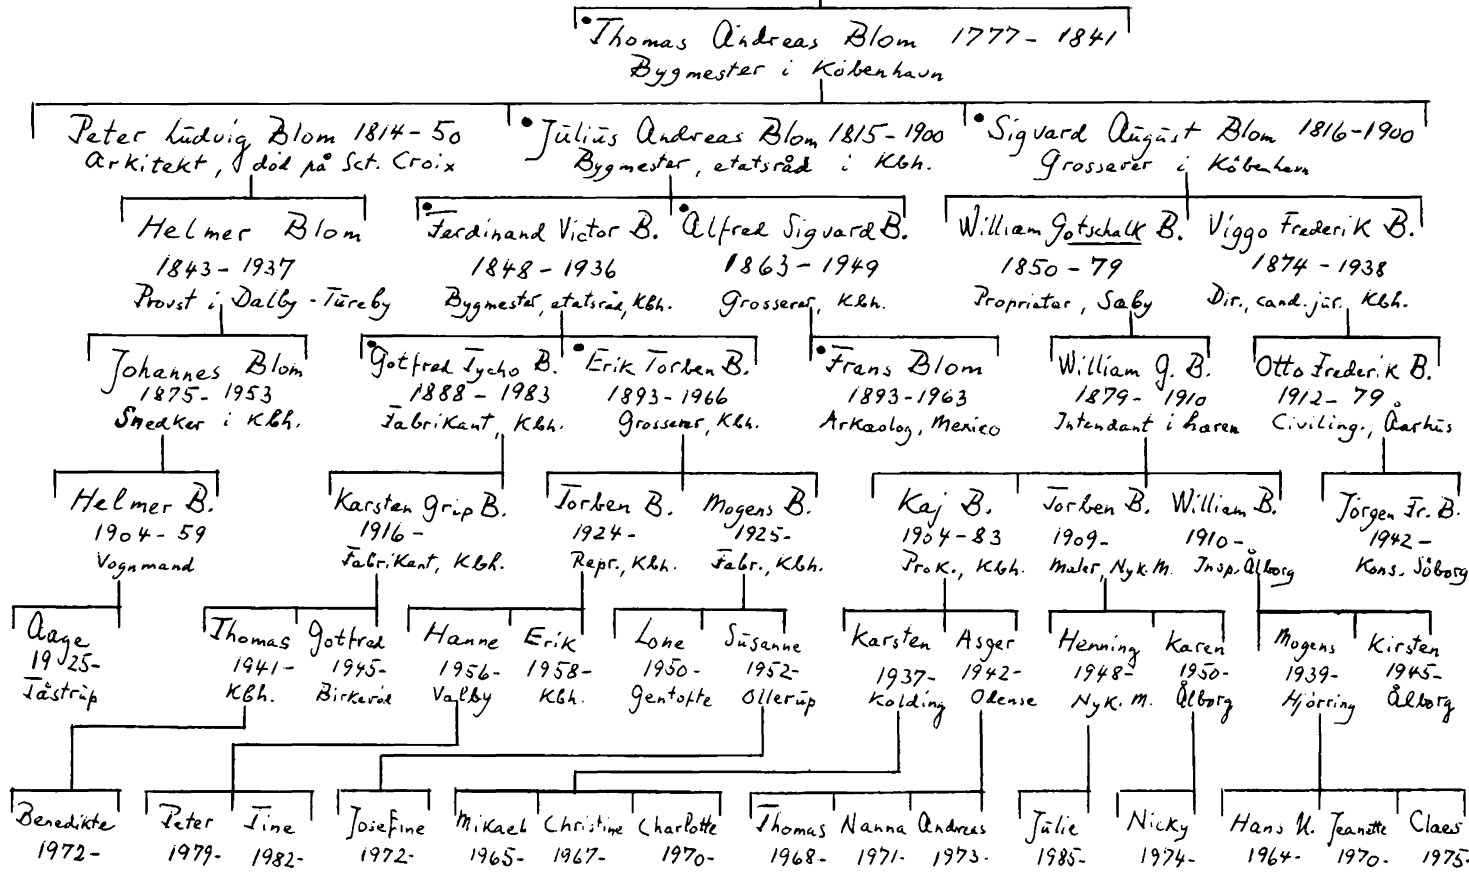 Thomas Andreas Blom 1777-1841
Bygmester i København
Peter Ludvig Blom 1814-50
Arkitekt, død på Sct. Croix
Julius Andreas Blom 1815-1900
Bygmester, etatsråd i Kbh.
Sigvard August Blom 1816-1900
Grosserer i København
Helmer Blom
1843-1937
Provst i Dalby-Tureby
Ferdinand Victor B.
1848-1936
Bygmester, etatsråd, Kbh.
Alfred Sigvard B.
1863-1949
Grosserer, Kbh.
William Gotschalk B.
1850-79
Proprietær, Sæby
Viggo Frederik B.
1874-1938
Dir., cand. jur., Kbh.
Johannes Blom
1875-1953
Snedker i Kbh.
Gotfred Tycho B.
1888-1983
Fabrikant, Kbh.
Erik Torben B.
1893-1966
Grosserer, Kbh.
Frans Blom
1893-1963
Arkæolog, Mexico
William G. B.
1879-1910
Intendant i hæren
Otto Frederik B.
1912-79
Civiling., Århus
Helmer B.
1904-59
Vognmand
Karsten Grip B.
1916-
Fabrikant, Kbh.
Torben B.
1924-
Repr., Kbh.
Mogens B.
1925-
Fabr., Kbh.
Kaj B.
1904-83
Prok., Kbh.
Torben B.
1909-
Maler, Nyk. M.
William B.
1910-
Insp. Ålborg
Jörgen Fr. B.
1942-
Kons. Söborg
Aage
1925-
Tåstrup
Thomas
1941-
Kbh.
Gotfred
1945-
Birkerød
Hanne
1956-
Valby
Erik
1958-
Kbh.
Lone
1950-
Gentofte
Susanne
1952-
Ollerup
Karsten
1937-
Kolding
Asger
1942-
Odense
Henning
1948-
Nyk. M.
Karen
1950-
Ålborg
Mogens
1939-
Hjørring
Kirsten
1945-
Ålborg
Benedikte
1972-
Peter
1979-
Tine
1982-
Josefine
1972-
Mikael
1965-
Christine
1967-
Charlotte
1970-
Thomas
1968-
Nanna
1971-
Andreas
1973-
Julie
1985-
Nicky
1974-
Hans U.
1964-
Jeanette
1970-
Claes
1975-